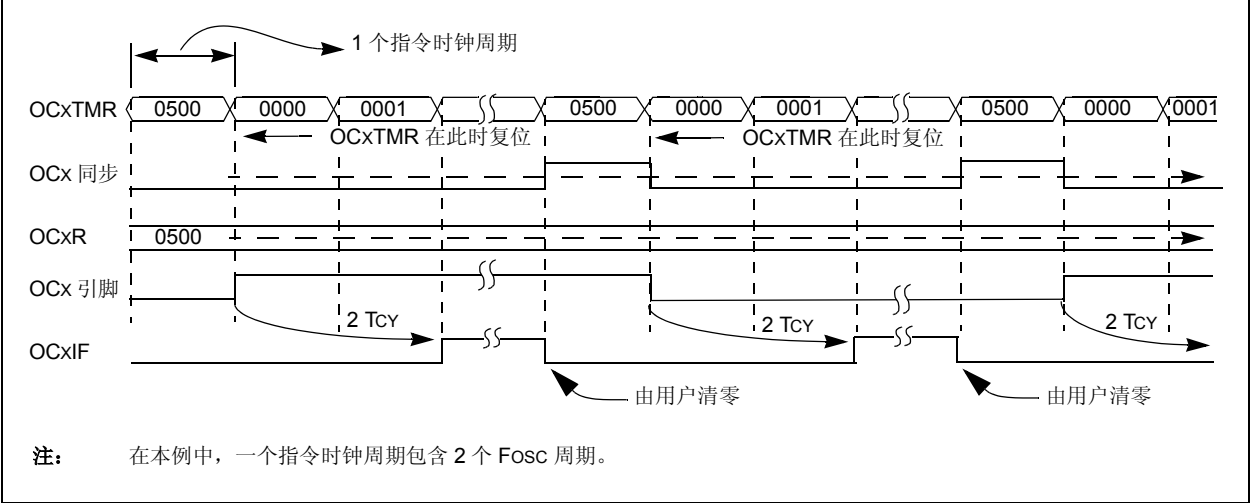 1 个指令时钟周期
OCxTMR 0500 0000 0001 0500 0000 0001 0500 0000 0001
OCxTMR 在此时复位 OCxTMR 在此时复位
OCx 同步
OCxR 0500
OCx 引脚
2 TCY 2 TCY 2 TCY
OCxIF
由用户清零 由用户清零
注： 在本例中，一个指令时钟周期包含 2 个 FOSC 周期。